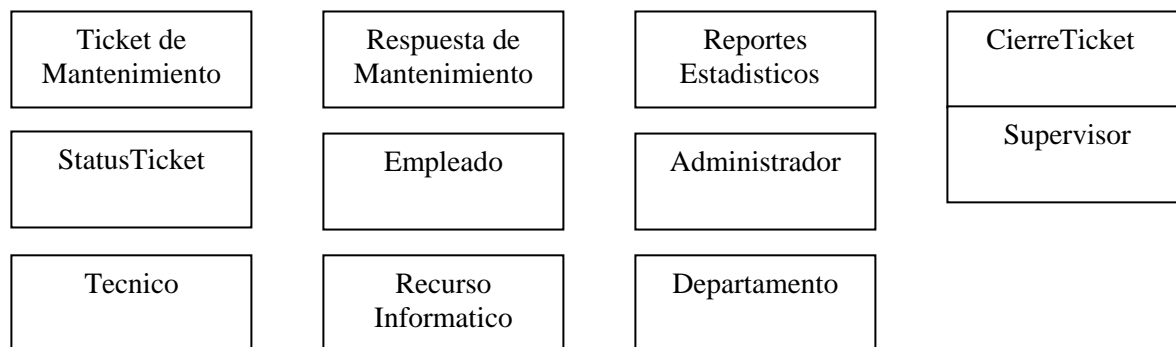 Ticket de
Mantenimiento
Respuesta de
Mantenimiento
Reportes
Estadisticos
CierreTicket
StatusTicket
Empleado
Administrador
Supervisor
Tecnico
Recurso
Informatico
Departamento